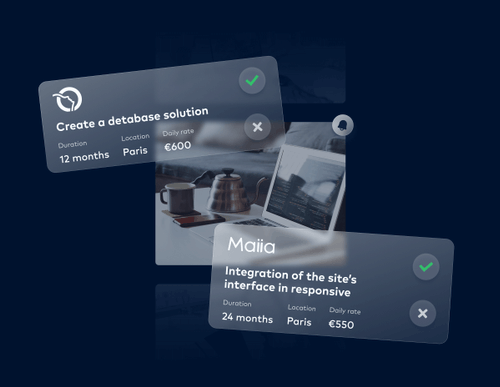 Create a detabase solution
Duration Location Daily rate
12 months Paris €600
Maiia
Integration of the site's
interface in responsive
Duration Location Daily rate
24 months Paris €550